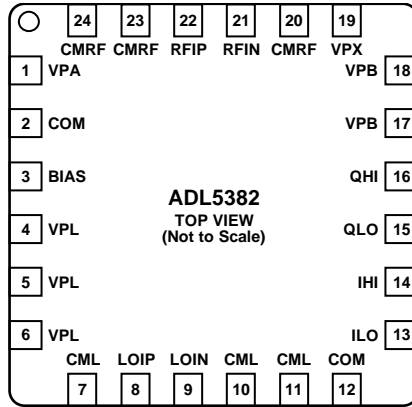 24 23 22 21 20 19
CMRF CMRF RFIP RFIN CMRF VPX
1 VPA VPB 18
2 COM VPB 17
3 BIAS QHI 16
ADL5382
TOP VIEW
(Not to Scale)
4 VPL QLO 15
5 VPL IHI 14
6 VPL ILO 13
CML LOIP LOIN CML CML COM
7 8 9 10 11 12